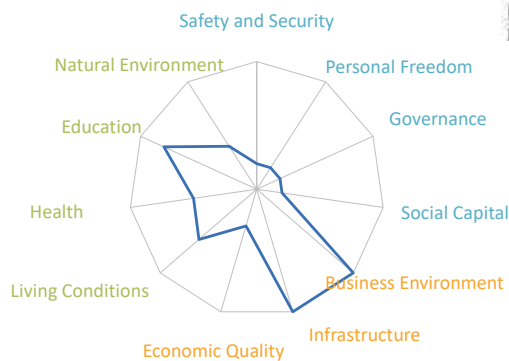 Safety and Security
Natural Environment
Personal Freedom
Education
Governance
Health
Social Capital
Living Conditions
Business Environment
Infrastructure
Economic Quality